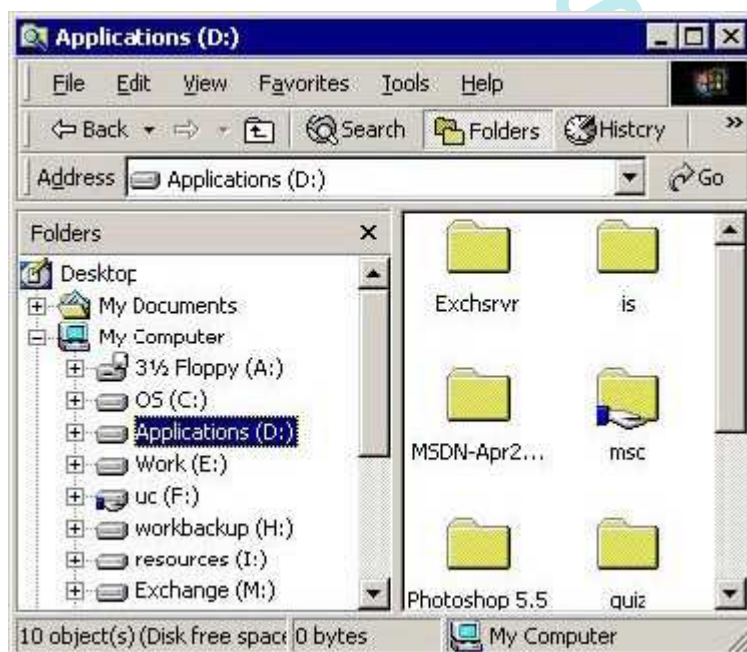 Applications (D:)
File Edit View Favorites Tools Help
Back Search Folders History »
Address Applications (D:) Go
Folders
Desktop
My Documents
My Computer
3½ Floppy (A:)
OS (C:)
Applications (D:)
Work (E:)
uc (F:)
workbackup (H:)
resources (I:)
Exchange (M:)
Exchsrvr is
MSDN-Apr2... msc
Photoshop 5.5 quiz
10 object(s) (Disk free space 0 bytes My Computer